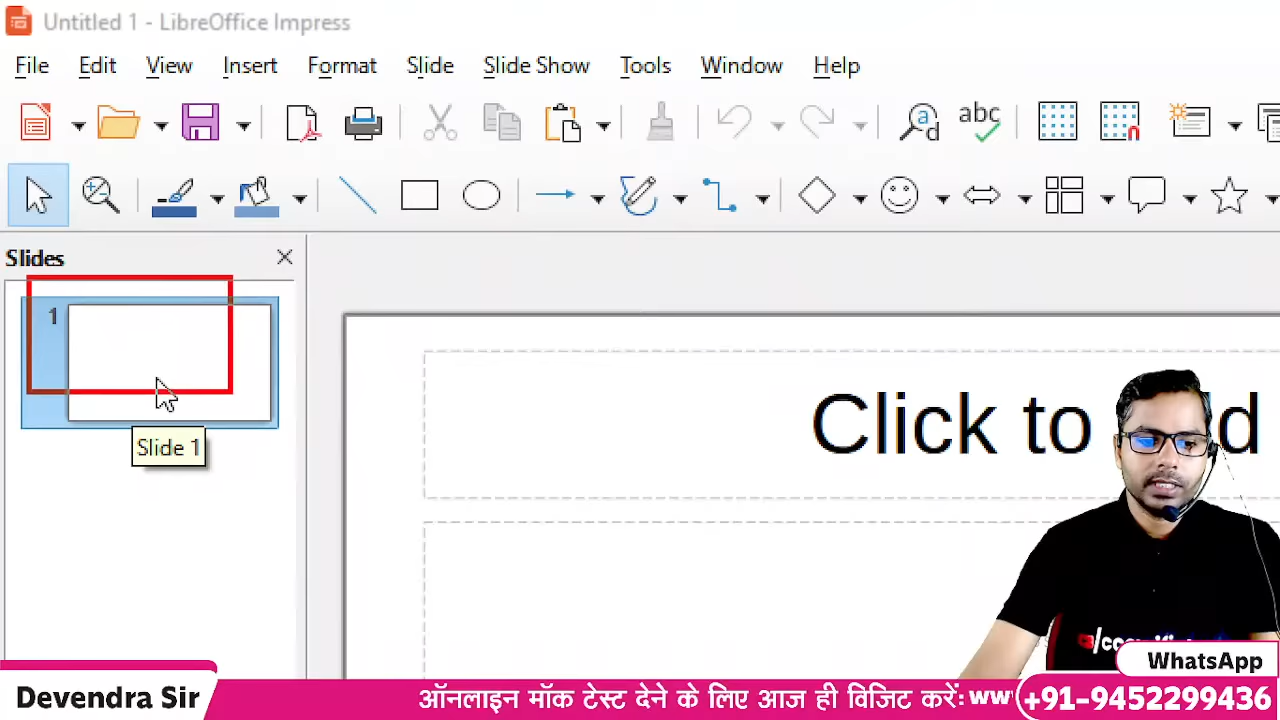 Untitled 1 - LibreOffice Impress
File Edit View Insert Format Slide Slide Show Tools Window Help
abc
Slides
1
Slide 1
Click to
WhatsApp
Devendra Sir
ऑनलाइन मॉक टेस्ट देने के लिए आज ही विजिट करें: ww
+91-9452299436